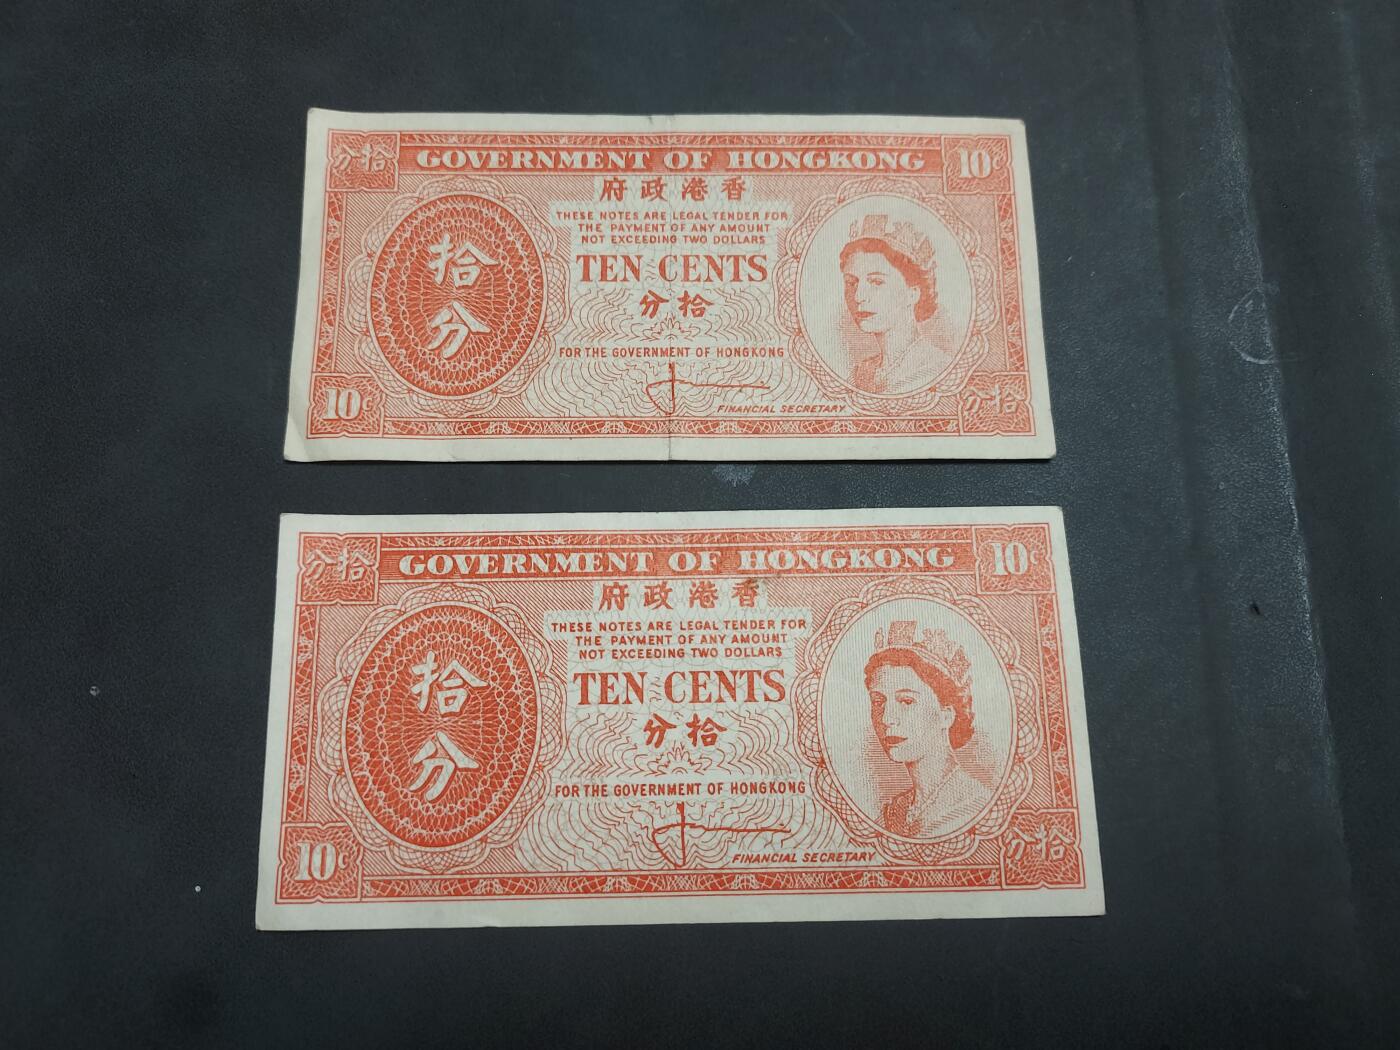 分拾 GOVERNMENT OF HONGKONG 10c
府政港香
THESE NOTES ARE LEGAL TENDER FOR
THE PAYMENT OF ANY AMOUNT
NOT EXCEEDING TWO DOLLARS
拾分
TEN CENTS
分拾
FOR THE GOVERNMENT OF HONGKONG
10c
FINANCIAL SECRETARY
分拾
分拾 GOVERNMENT OF HONGKONG 10c
府政港香
THESE NOTES ARE LEGAL TENDER FOR
THE PAYMENT OF ANY AMOUNT
NOT EXCEEDING TWO DOLLARS
拾分
TEN CENTS
分拾
FOR THE GOVERNMENT OF HONGKONG
10c
FINANCIAL SECRETARY
分拾